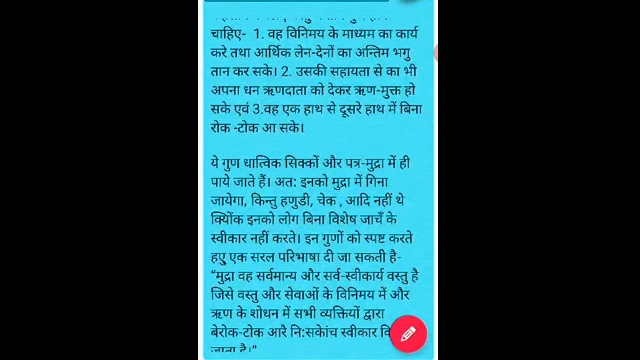 चाहिए- 1. वह विनिमय के माध्यम का कार्य
करे तथा आर्थिक लेन-देनों का अन्तिम भगु
तान कर सके। 2. उसकी सहायता से का भी
अपना धन ऋणदाता को देकर ऋण-मुक्त हो
सके एवं 3.वह एक हाथ से दूसरे हाथ में बिना
रोक -टोक आ सके।
ये गुण धात्विक सिक्कों और पत्र-मुद्रा में ही
पाये जाते हैं। अत: इनको मुद्रा में गिना
जायेगा, किन्तु हणुडी, चेक , आदि नहीं थे
क्योंकि इनको लोग बिना विशेष जाचँ के
स्वीकार नहीं करते। इन गुणों को स्पष्ट करते
हएु एक सरल परिभाषा दी जा सकती है-
“मुद्रा वह सर्वमान्य और सर्व-स्वीकार्य वस्तु है
जिसे वस्तु और सेवाओं के विनिमय में और
ऋण के शोधन में सभी व्यक्तियों द्वारा
बेरोक-टोक आरै नि:सकेांच स्वीकार
जाता है।”